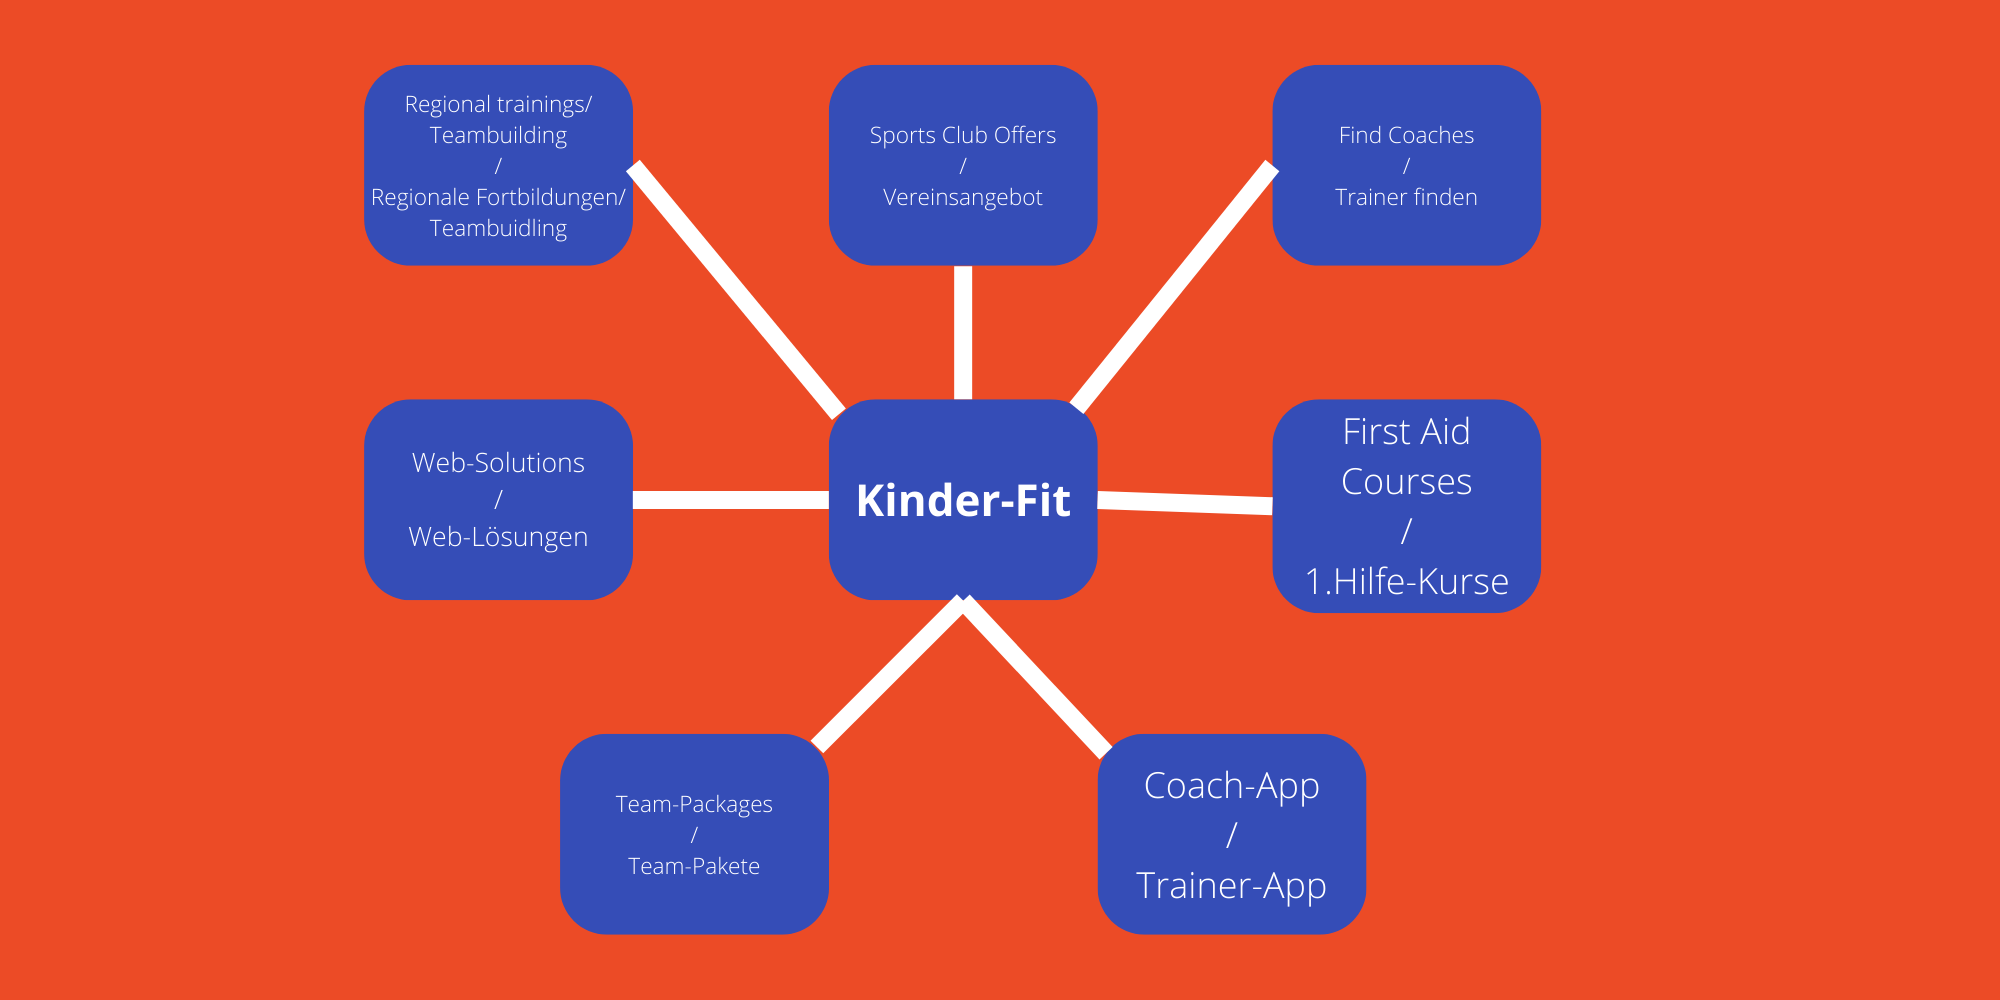 Regional trainings/
Teambuilding
/
Regionale Fortbildungen/
Teambuidling
Sports Club Offers
/
Vereinsangebot
Find Coaches
/
Trainer finden
Web-Solutions
/
Web-Lösungen
Kinder-Fit
First Aid
Courses
/
1.Hilfe-Kurse
Team-Packages
/
Team-Pakete
Coach-App
/
Trainer-App